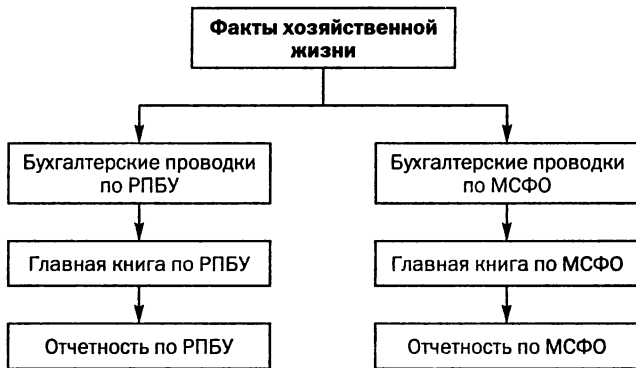 Факты хозяйственной
жизни
Бухгалтерские проводки
по РПБУ
Бухгалтерские проводки
по МСФО
Главная книга по РПБУ
Главная книга по МСФО
Отчетность по РПБУ
Отчетность по МСФО